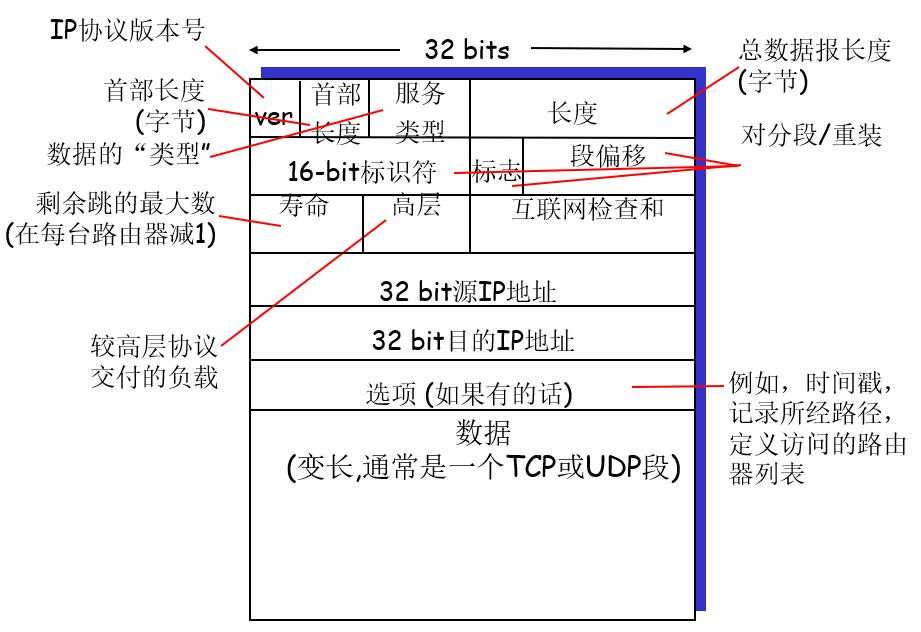 IP协议版本号
32 bits
总数据报长度
(字节)
首部长度
(字节)
数据的“类型”
ver
首部
长度
服务
类型
长度
对分段/重装
16-bit标识符
标志
段偏移
剩余跳的最大数
(在每台路由器减1)
寿命
高层
互联网检查和
32 bit源IP地址
较高层协议
交付的负载
32 bit目的IP地址
选项 (如果有的话)
例如，时间戳，
记录所经路径，
定义访问的路由
器列表
数据
(变长,通常是一个TCP或UDP段)